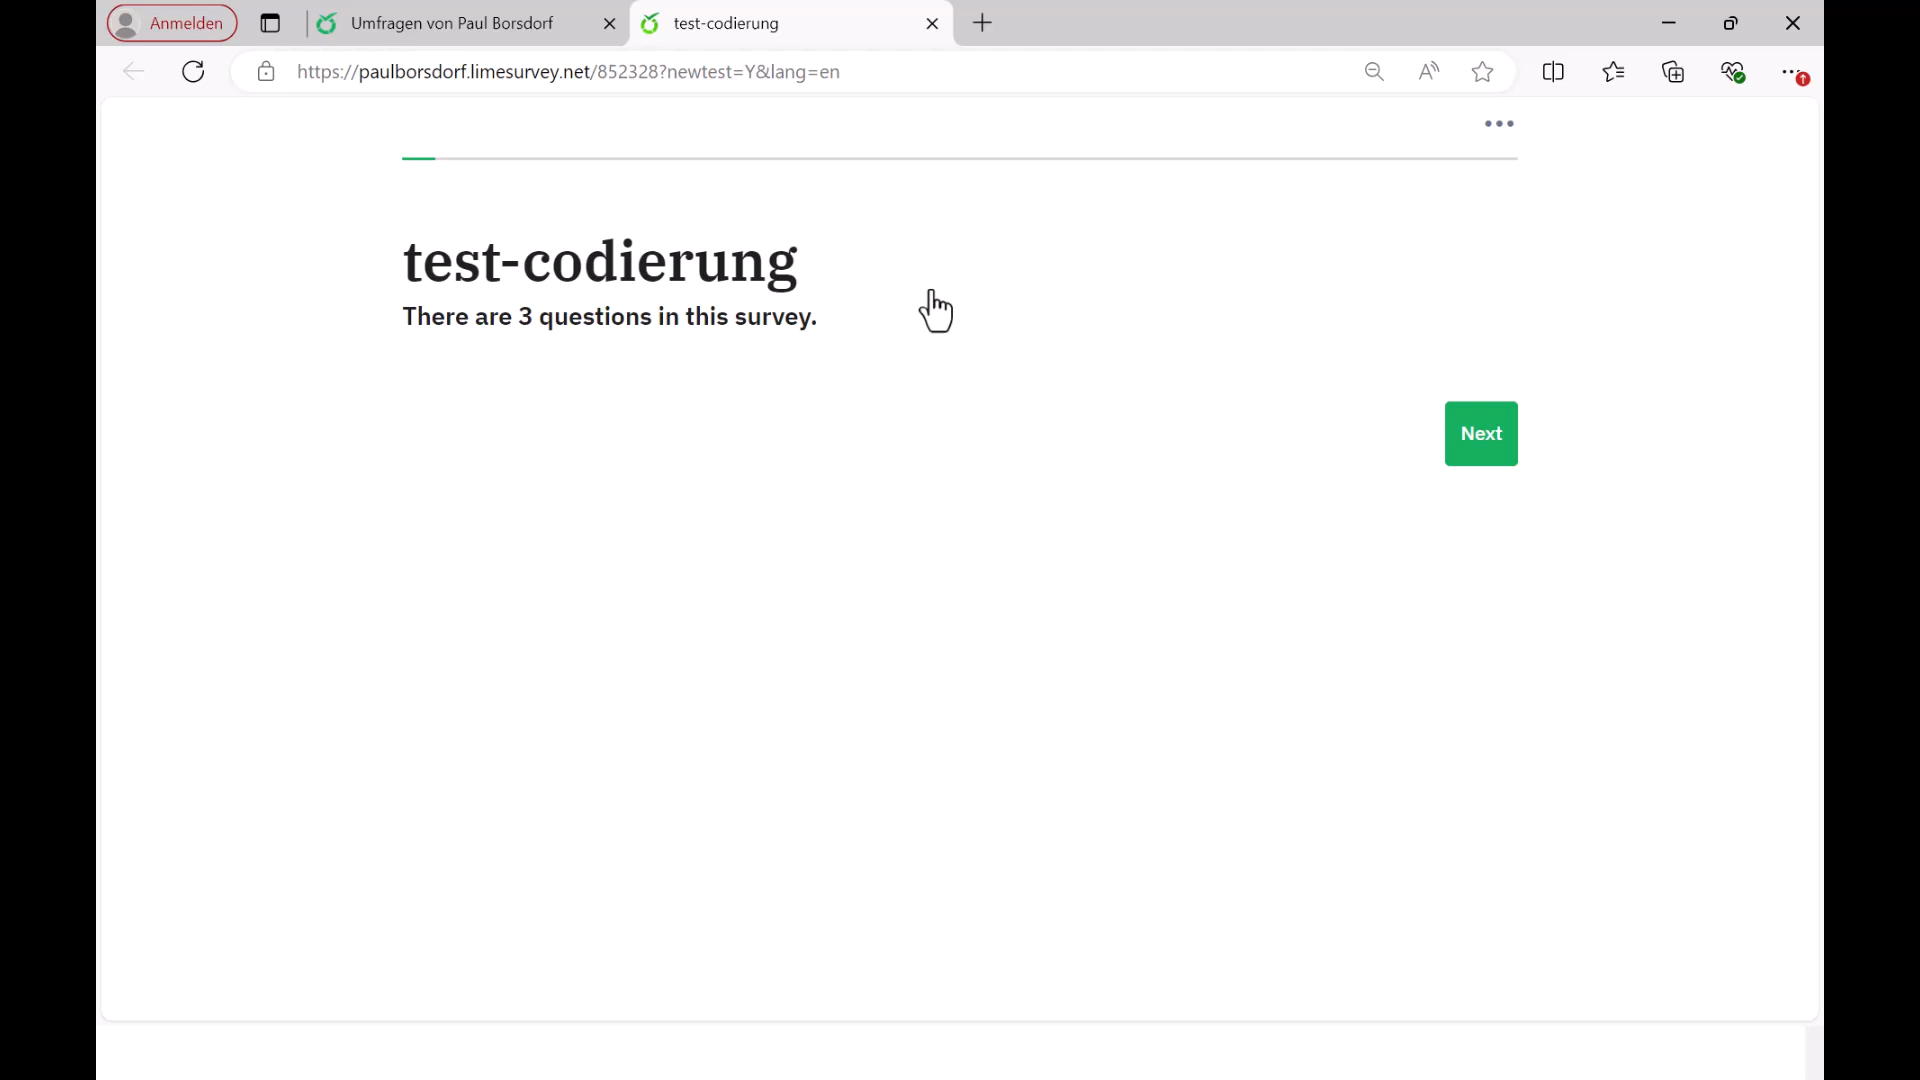 Anmelden
Umfragen von Paul Borsdorf
test-codierung
https://paulborsdorf.limesurvey.net/852328?newtest=Y&lang=en
test-codierung
There are 3 questions in this survey.
Next